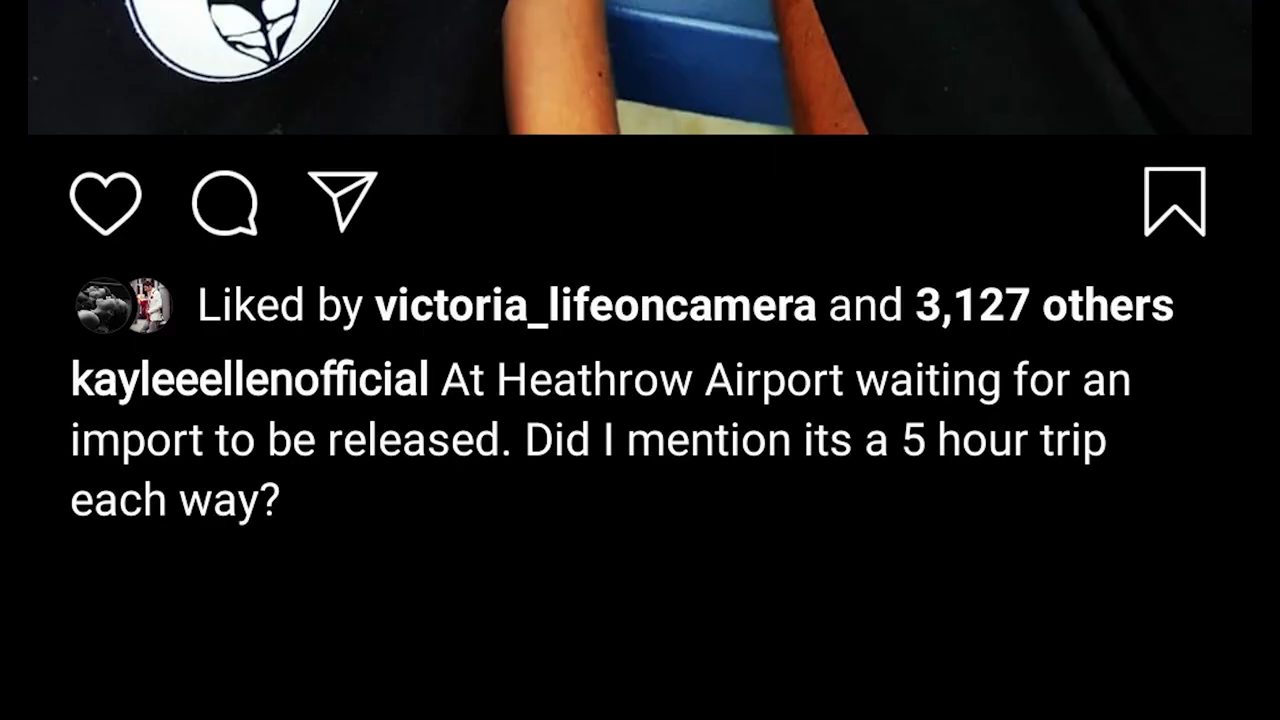 Liked by victoria_lifeoncamera and 3,127 others
kayleeellenofficial At Heathrow Airport waiting for an
import to be released. Did I mention its a 5 hour trip
each way?